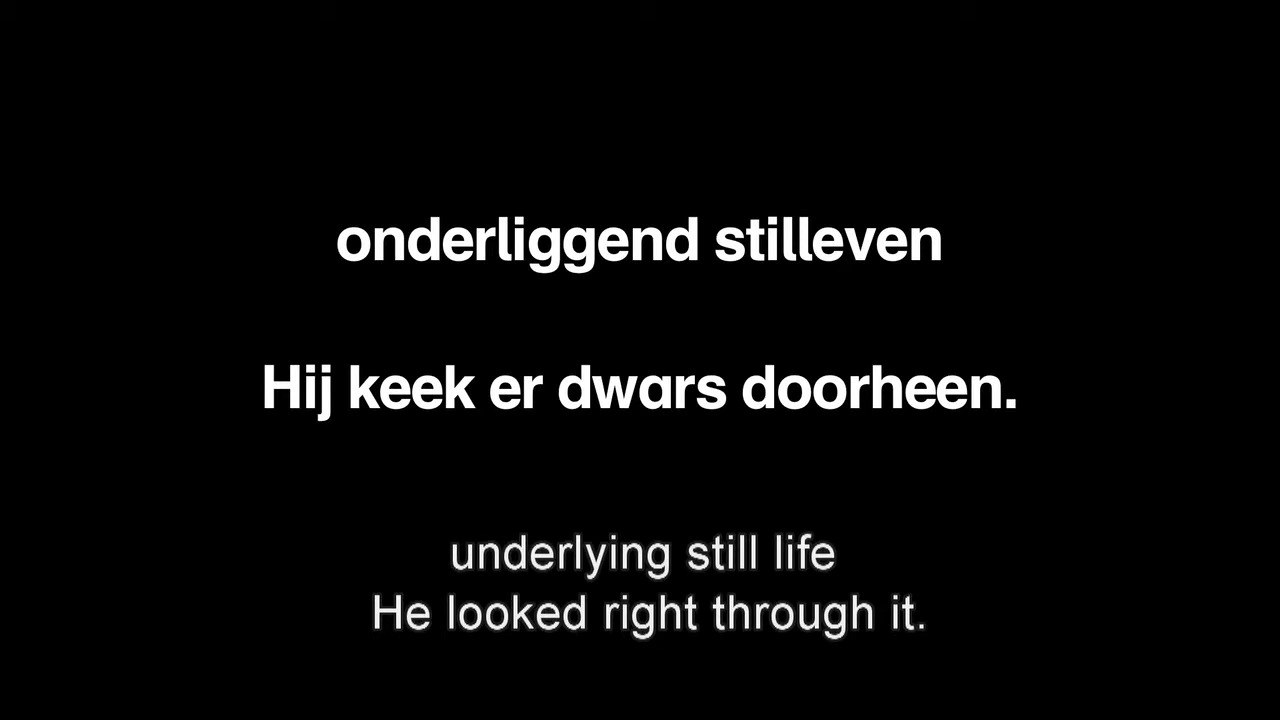 onderliggend stilleven
Hij keek er dwars doorheen.
underlying still life
He looked right through it.